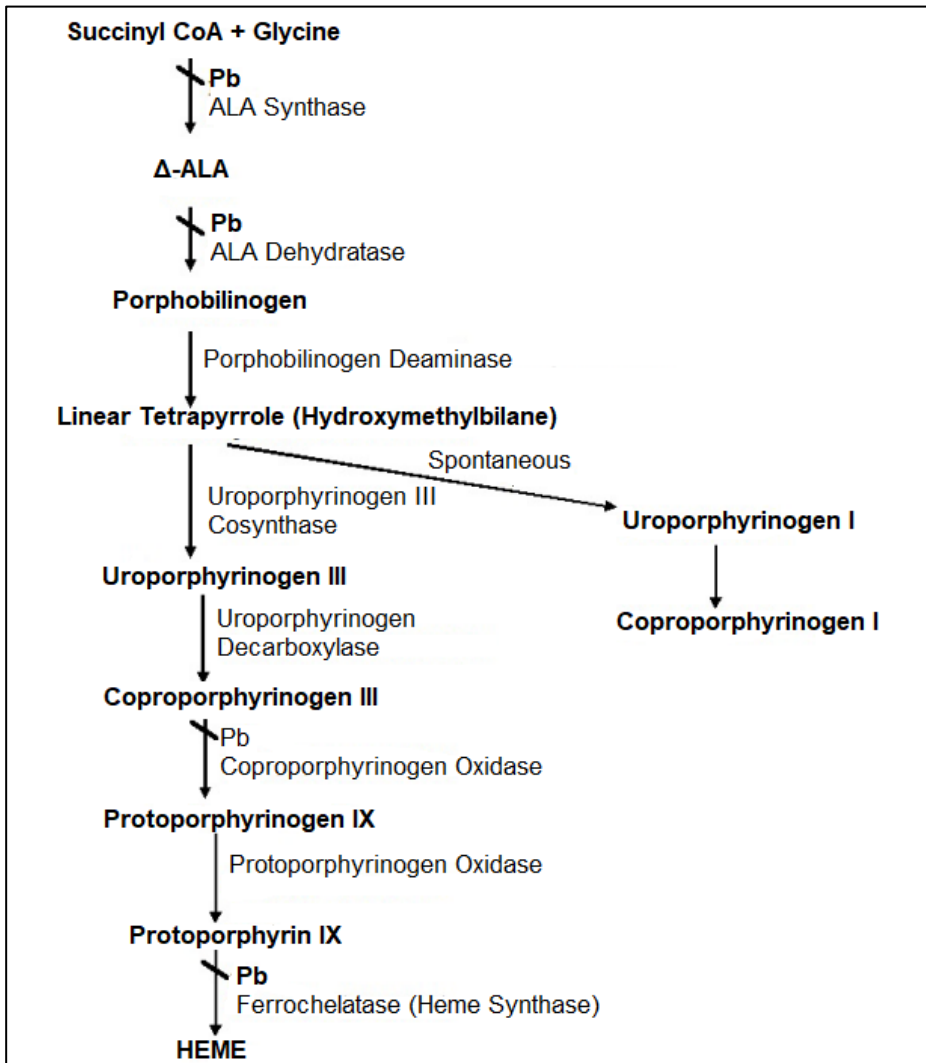 Succinyl CoA + Glycine
Pb
ALA Synthase
Δ-ALA
Pb
ALA Dehydratase
Porphobilinogen
Porphobilinogen Deaminase
Linear Tetrapyrrole (Hydroxymethylbilane)
Spontaneous
Uroporphyrinogen III
Cosynthase
Uroporphyrinogen I
Uroporphyrinogen III
Uroporphyrinogen
Decarboxylase
Coproporphyrinogen I
Coproporphyrinogen III
Pb
Coproporphyrinogen Oxidase
Protoporphyrinogen IX
Protoporphyrinogen Oxidase
Protoporphyrin IX
Pb
Ferrochelatase (Heme Synthase)
HEME